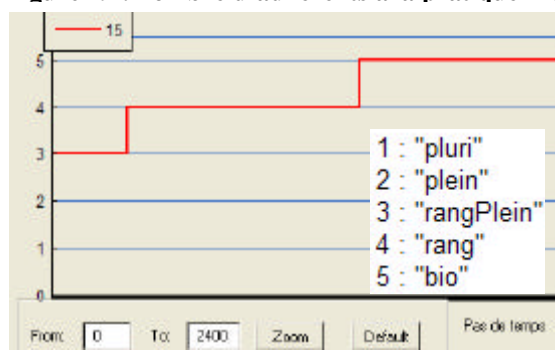 15
5
4
3
2
1
0
1 : "pluri"
2 : "plein"
3 : "rangPlein"
4 : "rang"
5 : "bio"
From: 0 To: 2400 Zoom Default Pas de temps